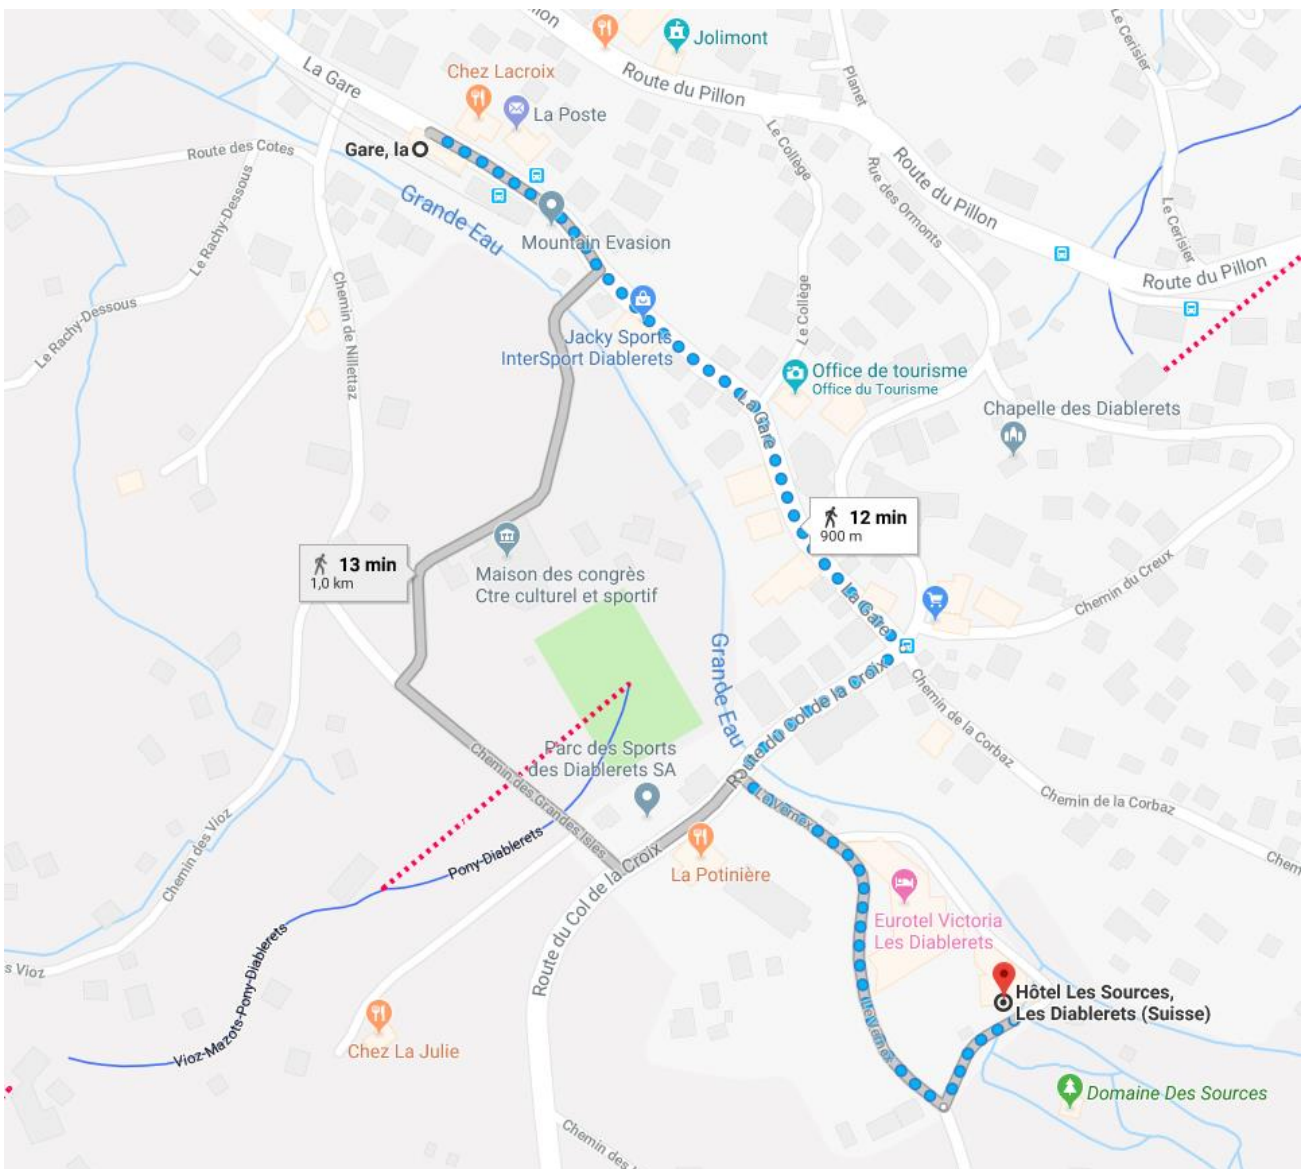 Jolimont
La Gare
Chez Lacroix
Route du Pillon
Planet
Le Cerisier
La Poste
Le Collège
Route des Cotes
Gare, la
Rue des Ormonts
Route du Pillon
Le Rachy-Dessous
Grande Eau
Mountain Evasion
Le Cerisier
Route du Pillon
Le Rachy-Dessous
Chemin de Nillettaz
Le Collège
Jacky Sports
InterSport Diablerets
Office de tourisme
Office du Tourisme
La Gare
Chapelle des Diablerets
12 min
900 m
13 min
1,0 km
Maison des congrès
Ctre culturel et sportif
La Gare
Chemin du Creux
Grande Eau
Route du Col de la Croix
Chemin de la Corbaz
Parc des Sports
des Diablerets SA
Chemin des Grandes Isles
Le Vernex
Chemin de la Corbaz
Chemin des Vioz
Pony-Diablerets
Route du Col de la Croix
La Potinière
Chem
Eurotel Victoria
Les Diablerets
s Vioz
Vioz-Mazots-Pony-Diablerets
Le Vernex
Hôtel Les Sources,
Les Diablerets (Suisse)
Chez La Julie
Domaine Des Sources